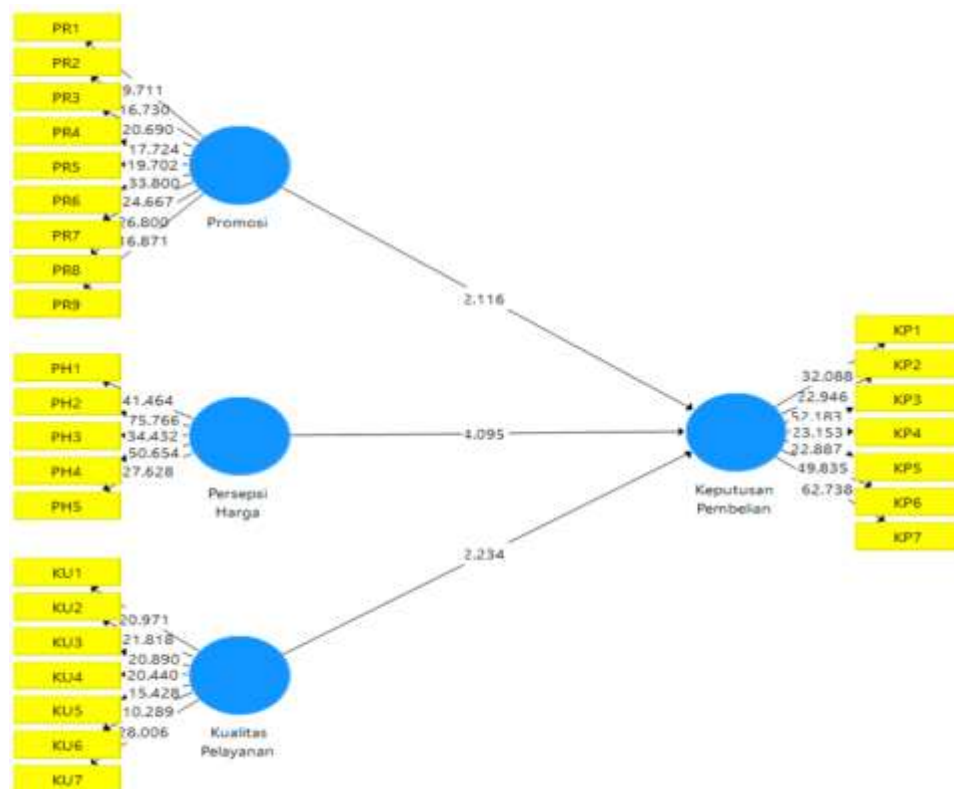 PR1
PR2
PR3
PR4
PR5
PR6
PR7
PR8
PR9
9.711
16.730
20.690
17.724
19.702
33.800
24.667
26.800
16.871
Promosi
2.116
PH1
PH2
PH3
PH4
PH5
41.464
75.766
34.432
50.654
27.628
Persepsi
Harga
4.095
KU1
KU2
KU3
KU4
KU5
KU6
KU7
20.971
21.818
20.890
20.440
15.428
10.289
28.006
Kualitas
Pelayanan
2.234
Keputusan
Pembelian
32.088
22.946
52.183
23.153
22.887
49.835
62.738
KP1
KP2
KP3
KP4
KP5
KP6
KP7